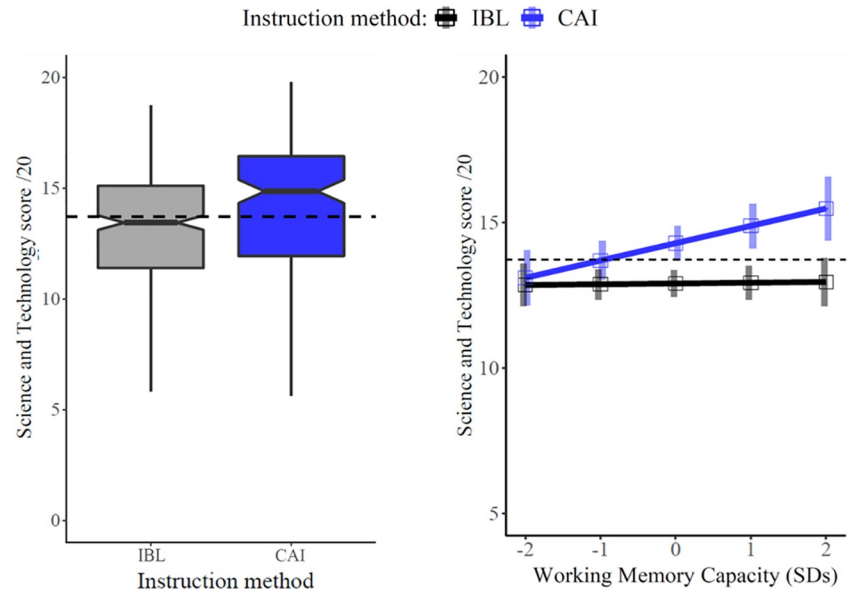 Instruction method: IBL CAI
Science and Technology score /20
20
15
10
5
0
IBL CAI
Instruction method
Science and Technology score /20
20
15
10
5
-2 -1 0 1 2
Working Memory Capacity (SDs)